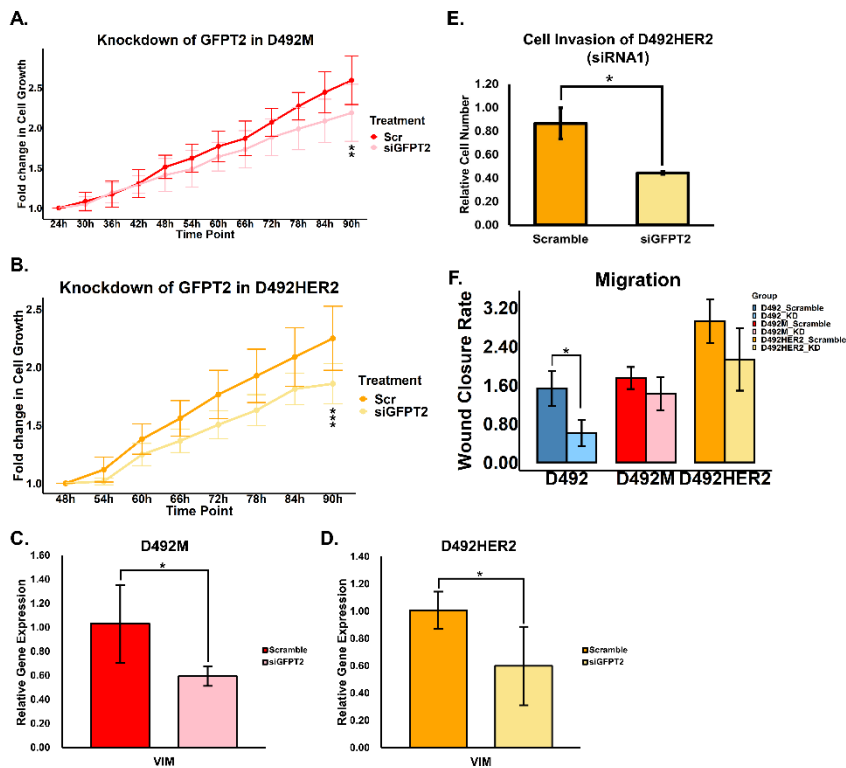 A.
Knockdown of GFPT2 in D492M
Fold change in Cell Growth
2.5
2.0
1.5
1.0
24h 30h 36h 42h 48h 54h 60h 66h 72h 78h 84h 90h
Time Point
Treatment
Scr
siGFPT2
**
B.
Knockdown of GFPT2 in D492HER2
Fold change in Cell Growth
2.5
2.0
1.5
1.0
48h 54h 60h 66h 72h 78h 84h 90h
Time Point
Treatment
Scr
siGFPT2
***
C.
D492M
Relative Gene Expression
1.60
1.40
1.20
1.00
0.80
0.60
0.40
0.20
0.00
*
VIM
Scramble
siGFPT2
D.
D492HER2
Relative Gene Expression
1.40
1.20
1.00
0.80
0.60
0.40
0.20
0.00
*
VIM
Scramble
siGFPT2
E.
Cell Invasion of D492HER2
(siRNA1)
Relative Cell Number
1.20
1.00
0.80
0.60
0.40
0.20
0.00
*
Scramble siGFPT2
F.
Migration
Wound Closure Rate
3.20
2.40
1.60
0.80
0.00
*
D492 D492M D492HER2
Group
D492_Scramble
D492_KD
D492M_Scramble
D492M_KD
D492HER2_Scramble
D492HER2_KD